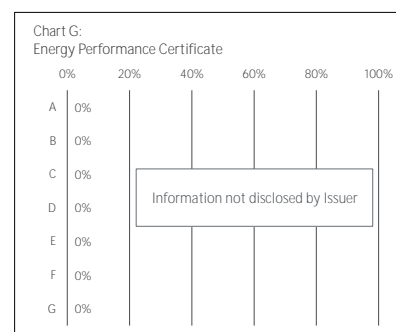 Chart G:
Energy Performance Certificate
0% 20% 40% 60% 80% 100%
A 0%
B 0%
C 0%
Information not disclosed by Issuer
D 0%
E 0%
F 0%
G 0%